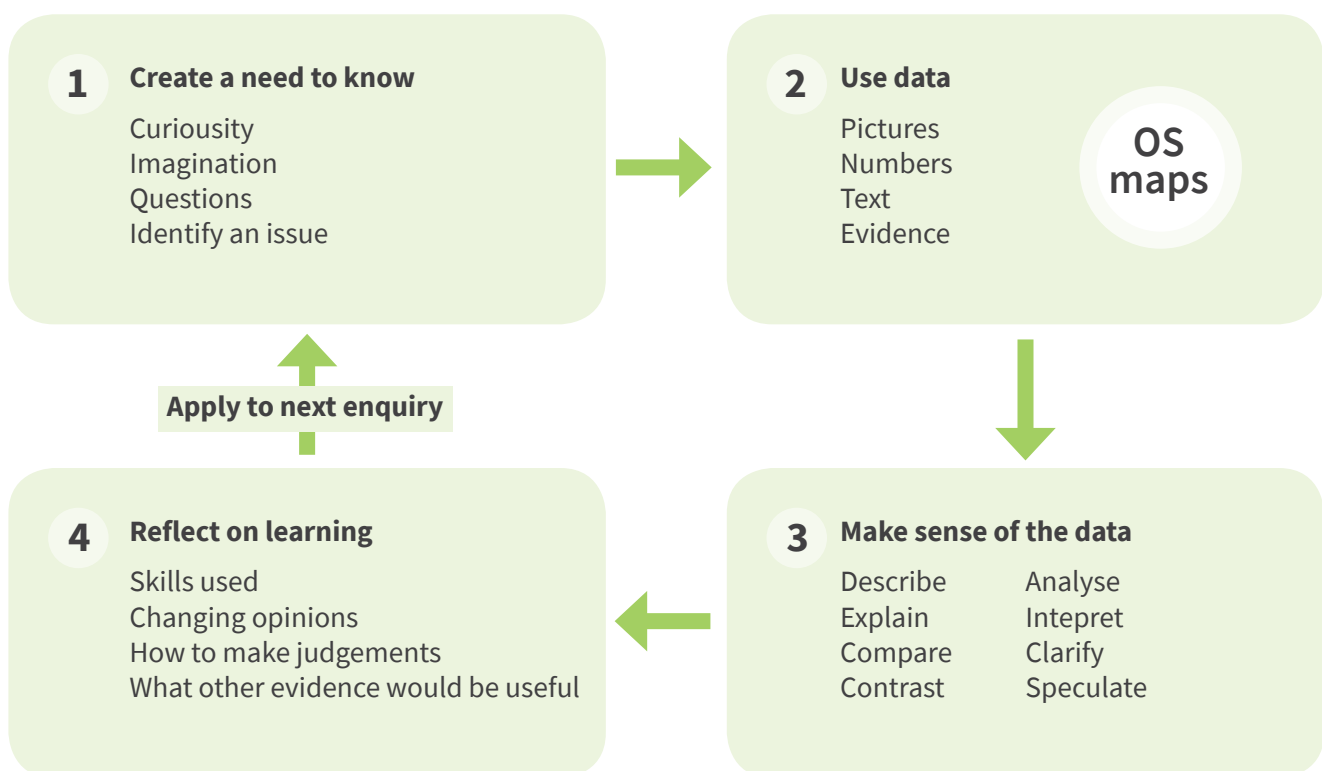 1
Create a need to know
Curiousity
Imagination
Questions
Identify an issue
2
Use data
Pictures
Numbers
Text
Evidence
OS
maps
3
Make sense of the data
Describe
Explain
Compare
Contrast
Analyse
Intepret
Clarify
Speculate
4
Reflect on learning
Skills used
Changing opinions
How to make judgements
What other evidence would be useful
Apply to next enquiry